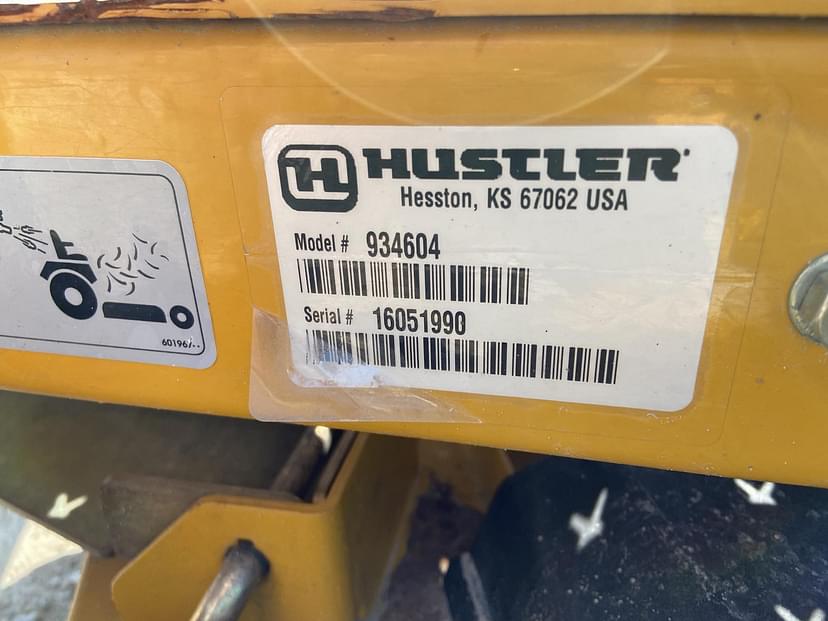 H HUSTLER
Hesston, KS 67062 USA
Model # 934604
Serial # 16051990